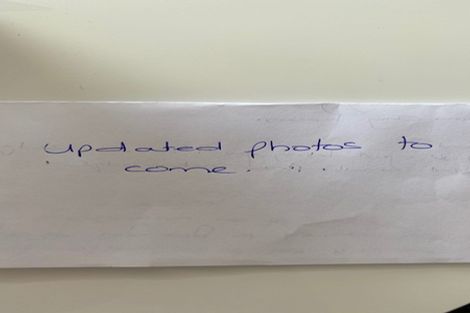 updated photos to
come.....